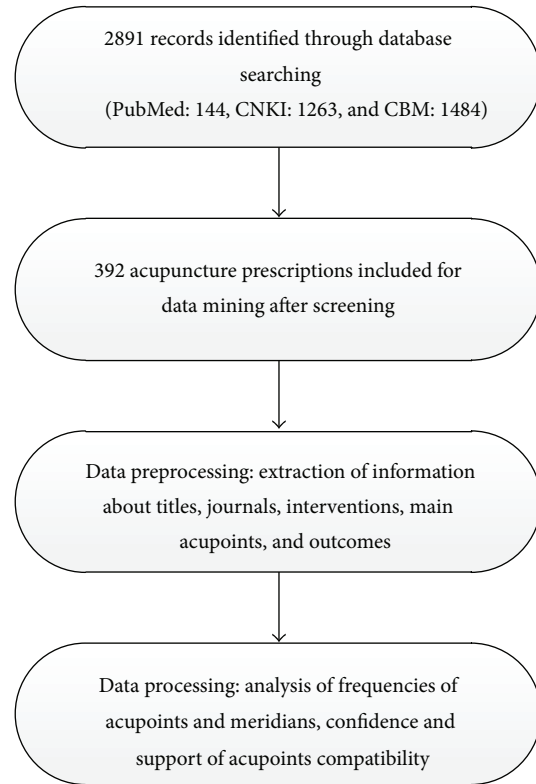 2891 records identified through database
searching
(PubMed: 144, CNKI: 1263, and CBM: 1484)
392 acupuncture prescriptions included for
data mining after screening
Data preprocessing: extraction of information
about titles, journals, interventions, main
acupoints, and outcomes
Data processing: analysis of frequencies of
acupoints and meridians, confidence and
support of acupoints compatibility